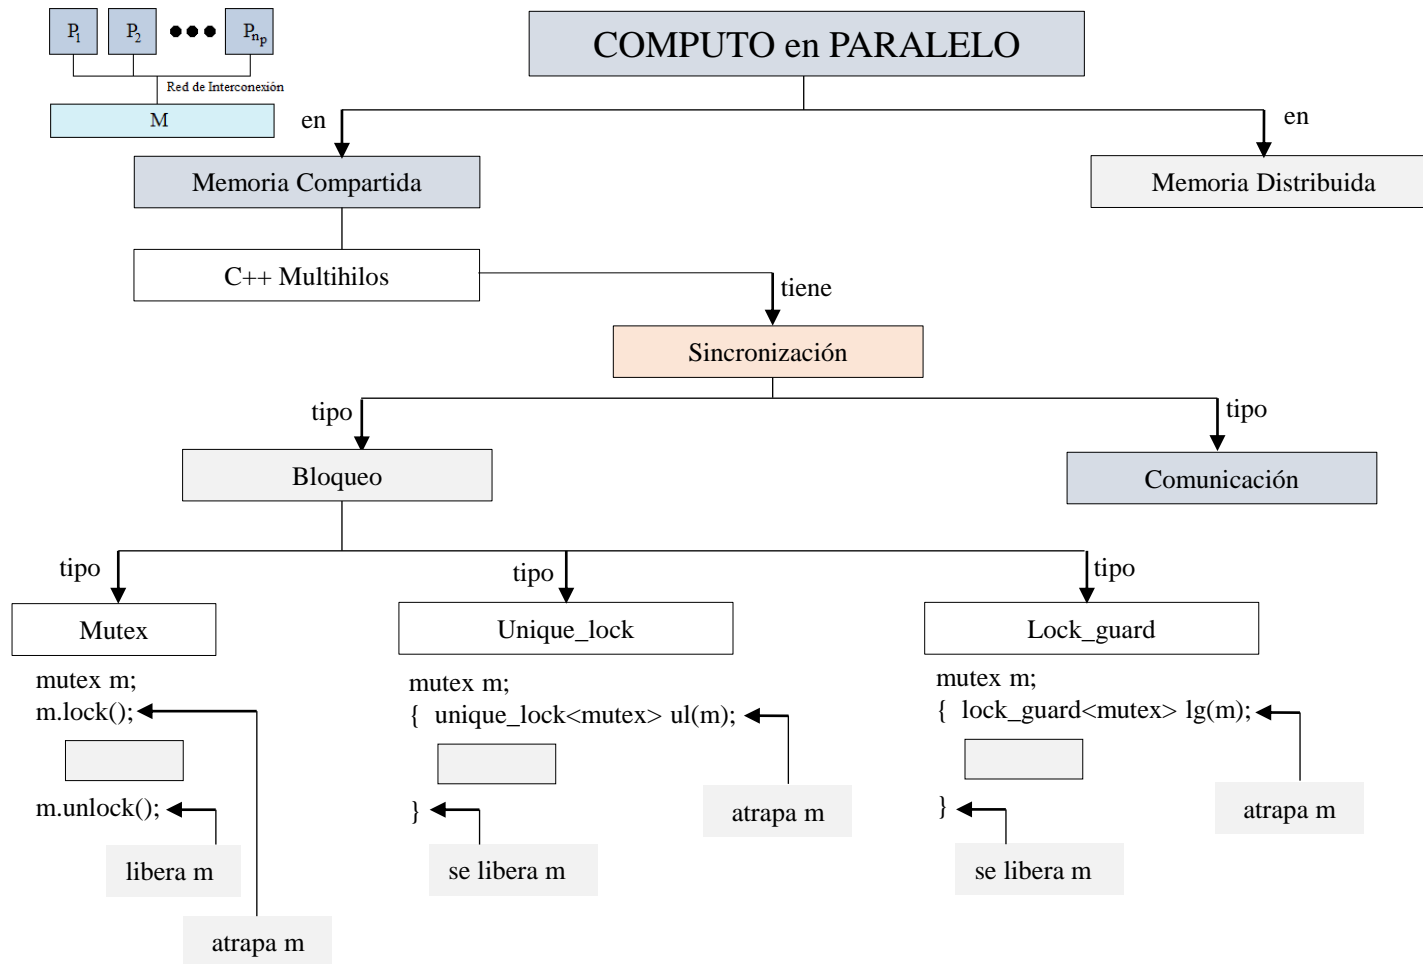 P1 P2 ●●● Pnp
Red de Interconexión
M
COMPUTO en PARALELO
en
en
Memoria Compartida
Memoria Distribuida
C++ Multihilos
tiene
Sincronización
tipo
tipo
Bloqueo
Comunicación
tipo
tipo
tipo
Mutex
Unique_lock
Lock_guard
mutex m;
m.lock();
m.unlock();
libera m
atrapa m
mutex m;
{ unique_lock<mutex> ul(m);
}
atrapa m
se libera m
mutex m;
{ lock_guard<mutex> lg(m);
}
atrapa m
se libera m